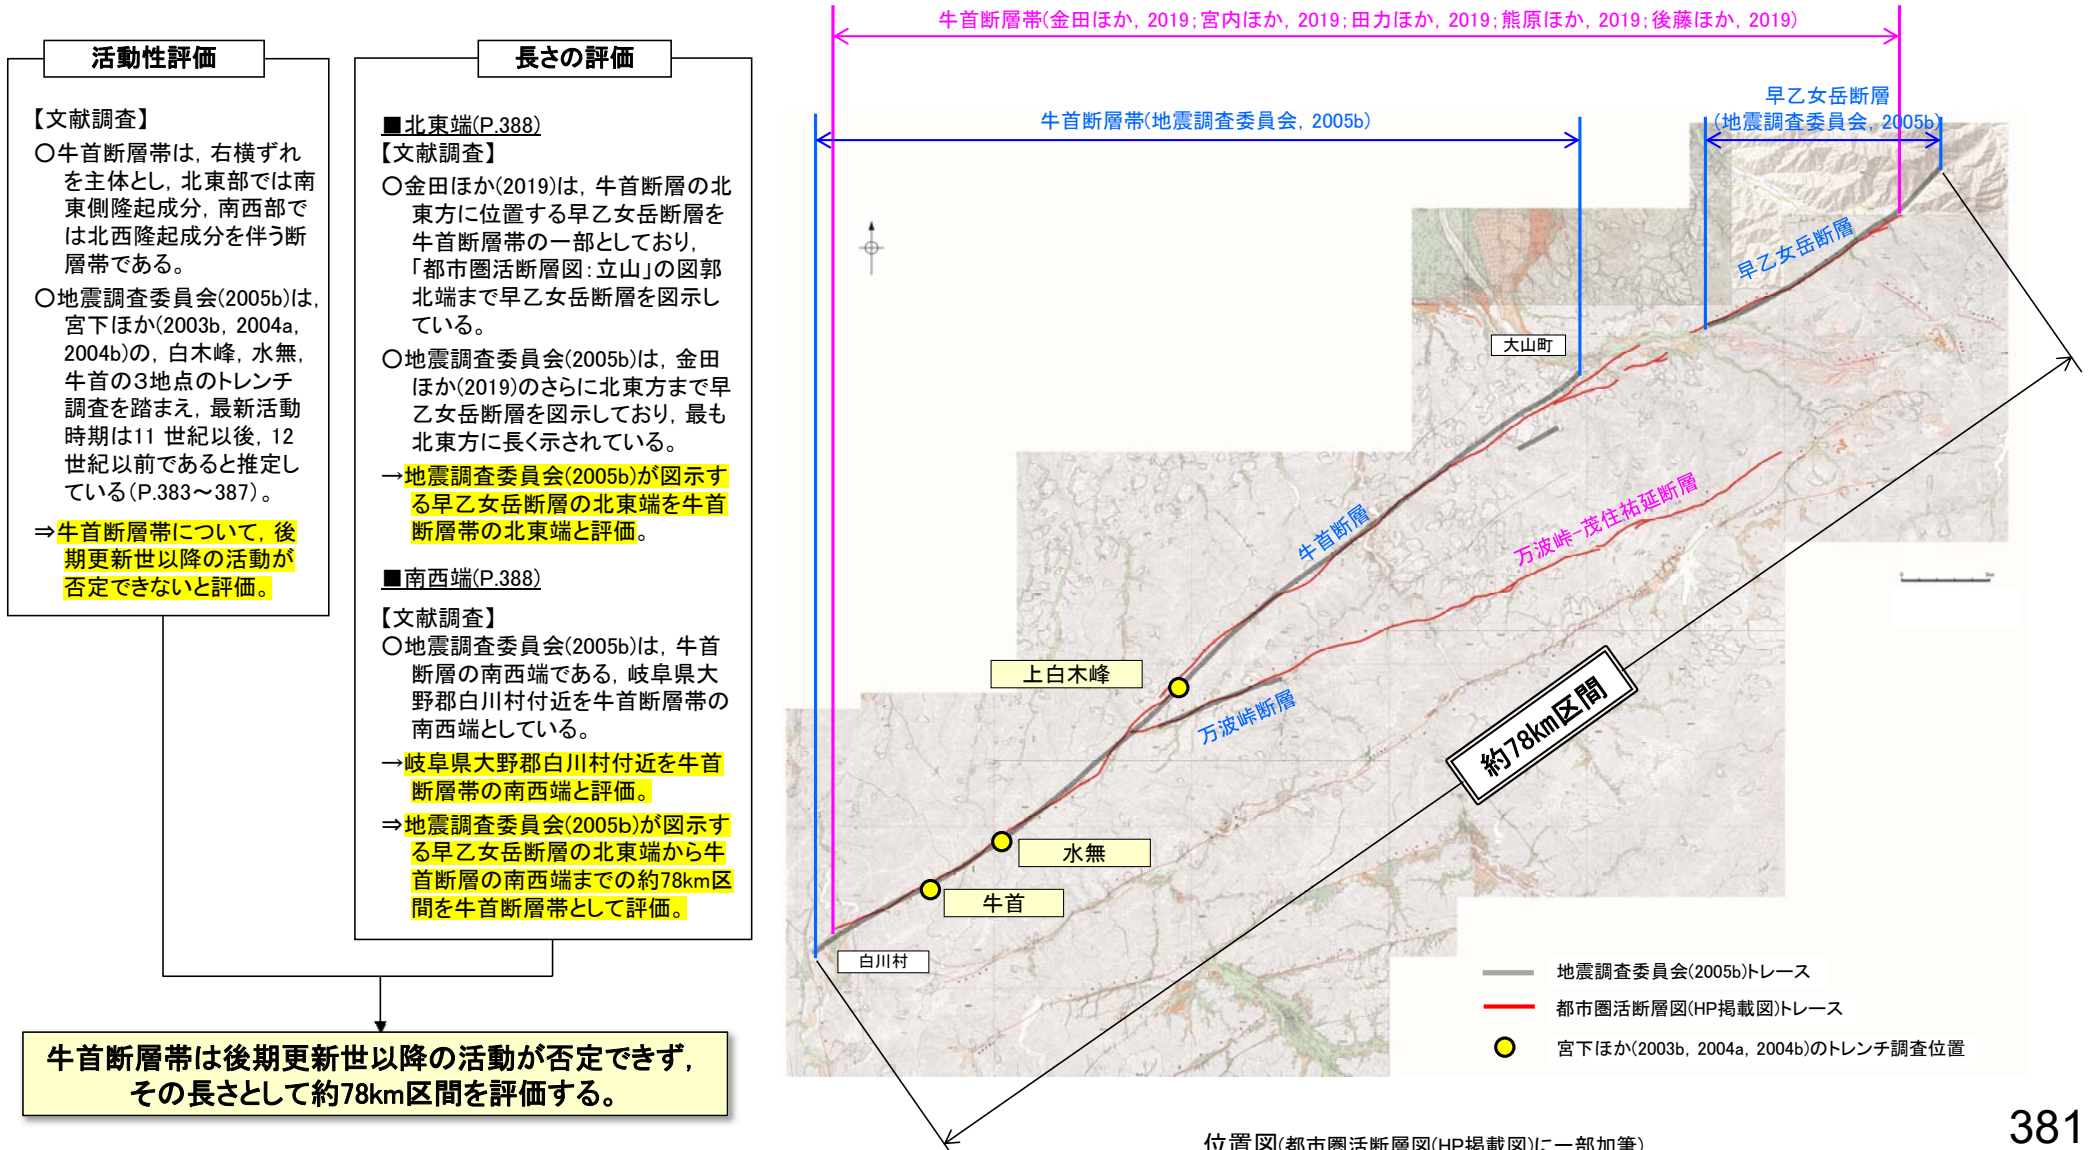 活動性評価
【文献調査】
○牛首断層帯は, 右横ずれ
を主体とし, 北東部では南
東側隆起成分, 南西部で
は北西隆起成分を伴う断
層帯である。
○地震調査委員会(2005b)は,
宮下ほか(2003b, 2004a,
2004b)の, 白木峰, 水無,
牛首の3地点のトレンチ
調査を踏まえ, 最新活動
時期は11 世紀以後, 12
世紀以前であると推定し
ている(P.383～387)。
⇒牛首断層帯について, 後
期更新世以降の活動が
否定できないと評価。
長さの評価
■北東端(P.388)
【文献調査】
○金田ほか(2019)は, 牛首断層の北
東方に位置する早乙女岳断層を
牛首断層帯の一部としており,
「都市圏活断層図:立山」の図郭
北端まで早乙女岳断層を図示し
ている。
○地震調査委員会(2005b)は, 金田
ほか(2019)のさらに北東方まで早
乙女岳断層を図示しており, 最も
北東方に長く示されている。
→地震調査委員会(2005b)が図示す
る早乙女岳断層の北東端を牛首
断層帯の北東端と評価。
■南西端(P.388)
【文献調査】
○地震調査委員会(2005b)は, 牛首
断層の南西端である, 岐阜県大
野郡白川村付近を牛首断層帯の
南西端としている。
→岐阜県大野郡白川村付近を牛首
断層帯の南西端と評価。
⇒地震調査委員会(2005b)が図示す
る早乙女岳断層の北東端から牛
首断層の南西端までの約78km区
間を牛首断層帯として評価。
牛首断層帯は後期更新世以降の活動が否定できず,
その長さとして約78km区間を評価する。
牛首断層帯(金田ほか, 2019;宮内ほか, 2019;田力ほか, 2019;熊原ほか, 2019;後藤ほか, 2019)
牛首断層帯(地震調査委員会, 2005b)
早乙女岳断層
(地震調査委員会, 2005b)
早乙女岳断層
大山町
牛首断層
万波峠-茂住祐延断層
上白木峰
万波峠断層
約78km区間
水無
牛首
白川村
地震調査委員会(2005b)トレース
都市圏活断層図(HP掲載図)トレース
宮下ほか(2003b, 2004a, 2004b)のトレンチ調査位置
位置図(都市圏活断層図(HP掲載図)に一部加筆)
381